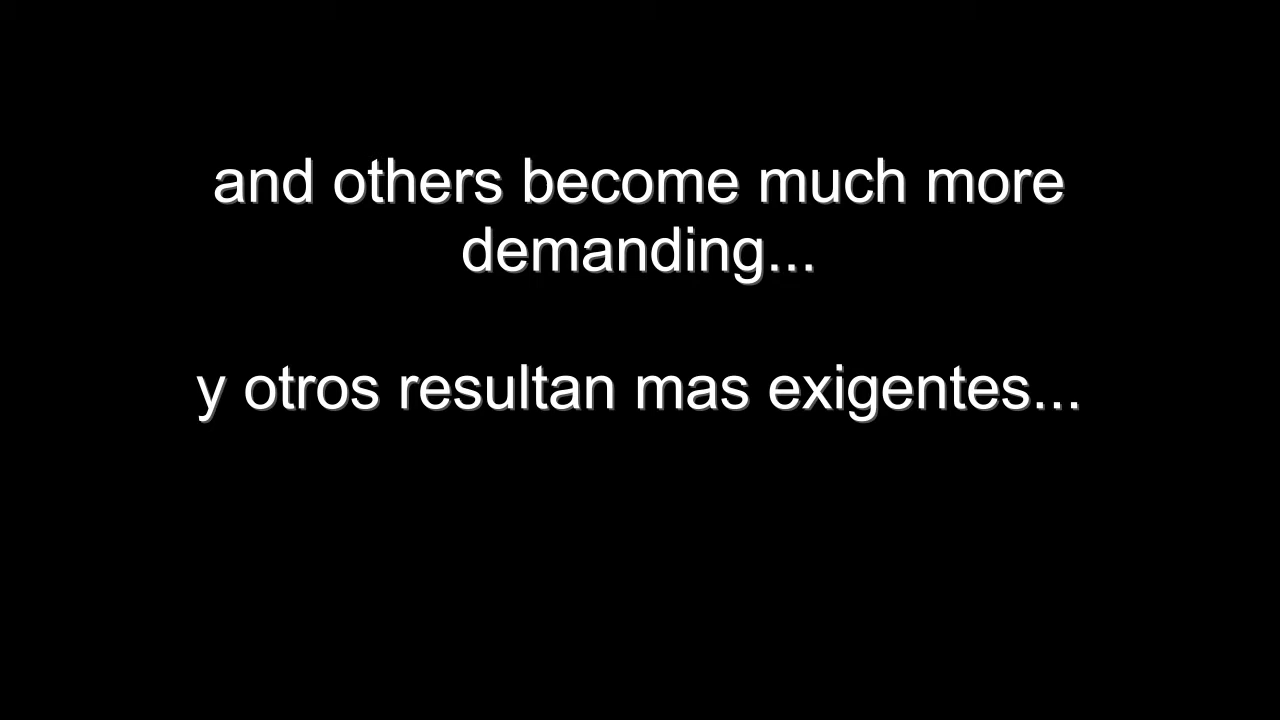 and others become much more
demanding...
y otros resultan mas exigentes...